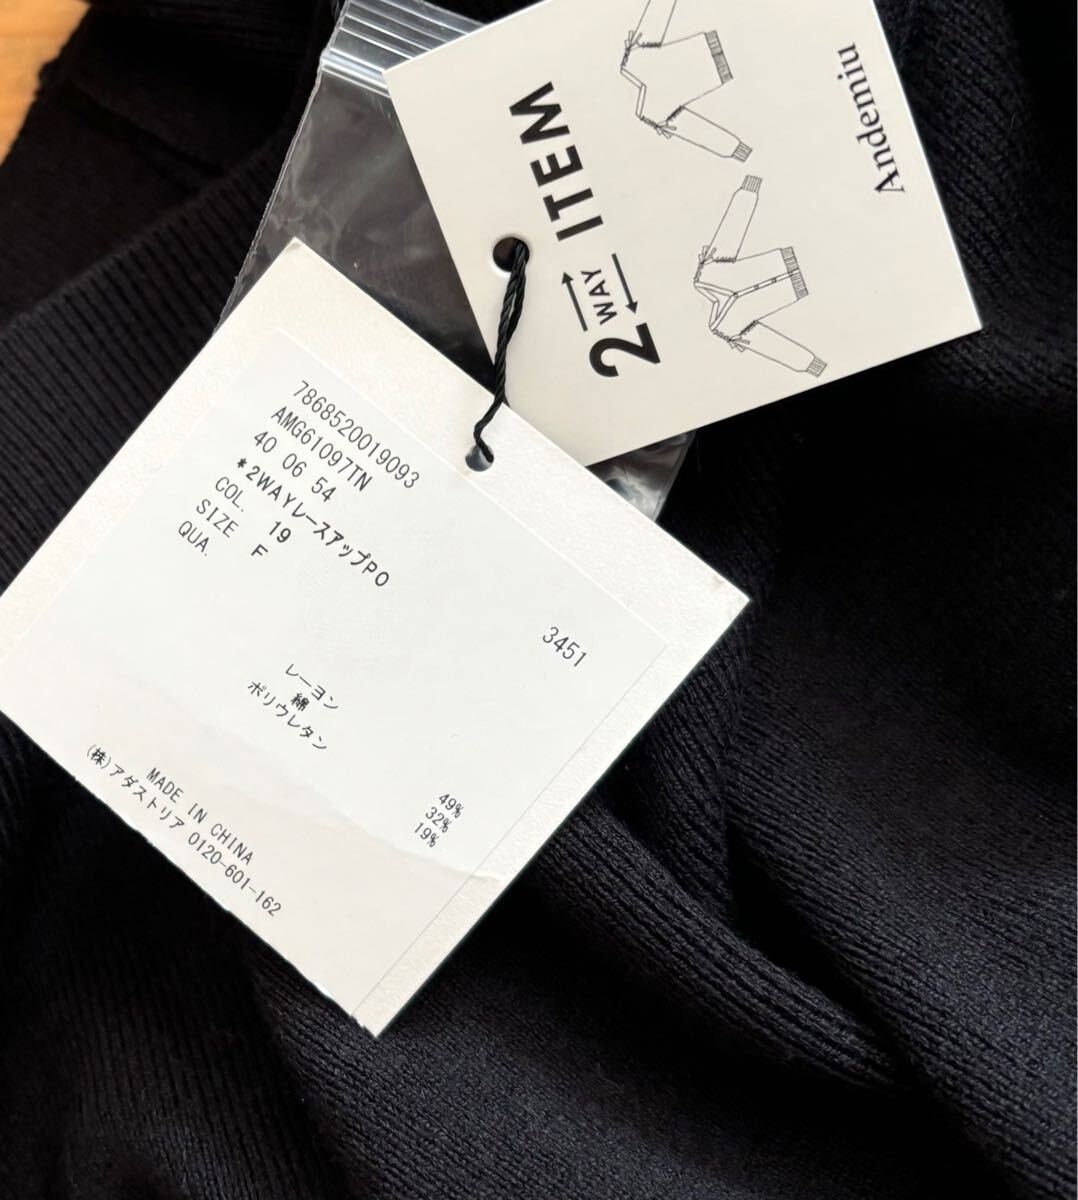 Andemiu
2 WAY ITEM
7868520019093
AMG61097TN
40 06 54
*2WAYレースアップPO
COL. 19
SIZE F
QUA.
3451
レーヨン 49%
綿 32%
ポリウレタン 19%
MADE IN CHINA
(株)アダストリア 0120-601-162